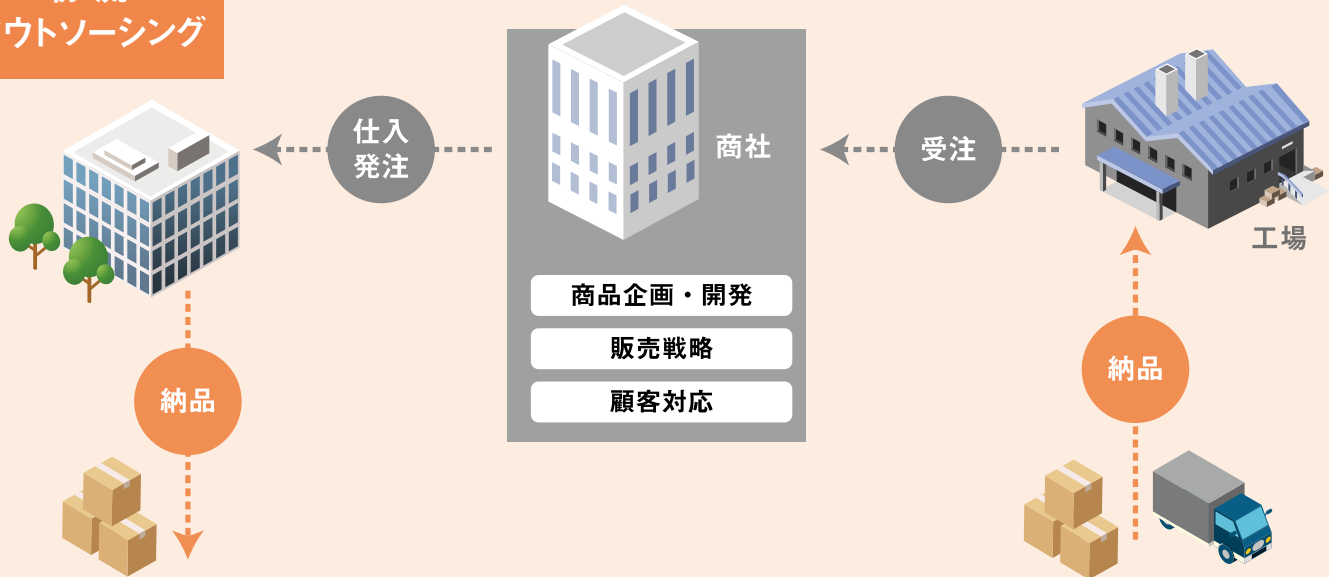 ウトソーシング
仕入
発注
商社
受注
工場
商品企画・開発
販売戦略
顧客対応
納品
納品